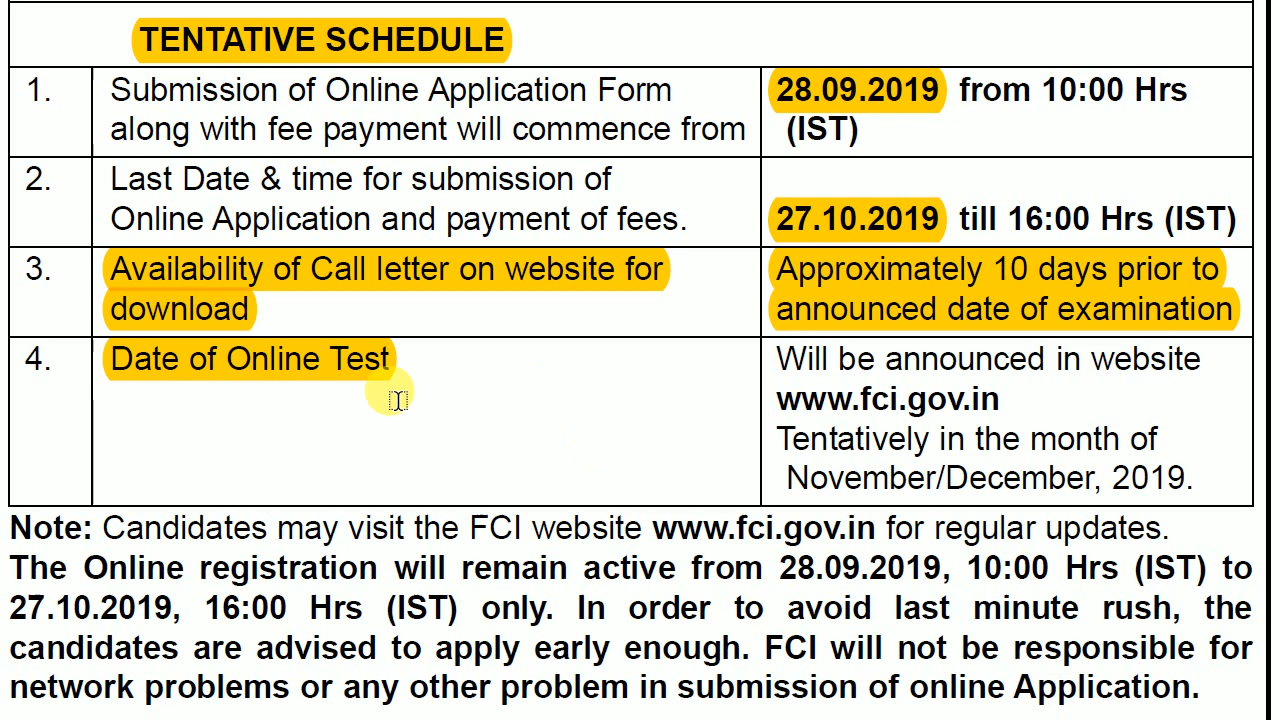 TENTATIVE SCHEDULE
1. Submission of Online Application Form
along with fee payment will commence from
28.09.2019 from 10:00 Hrs
(IST)
2. Last Date & time for submission of
Online Application and payment of fees.
27.10.2019 till 16:00 Hrs (IST)
3. Availability of Call letter on website for
download
Approximately 10 days prior to
announced date of examination
4. Date of Online Test
Will be announced in website
www.fci.gov.in
Tentatively in the month of
November/December, 2019.
Note: Candidates may visit the FCI website www.fci.gov.in for regular updates.
The Online registration will remain active from 28.09.2019, 10:00 Hrs (IST) to
27.10.2019, 16:00 Hrs (IST) only. In order to avoid last minute rush, the
candidates are advised to apply early enough. FCI will not be responsible for
network problems or any other problem in submission of online Application.